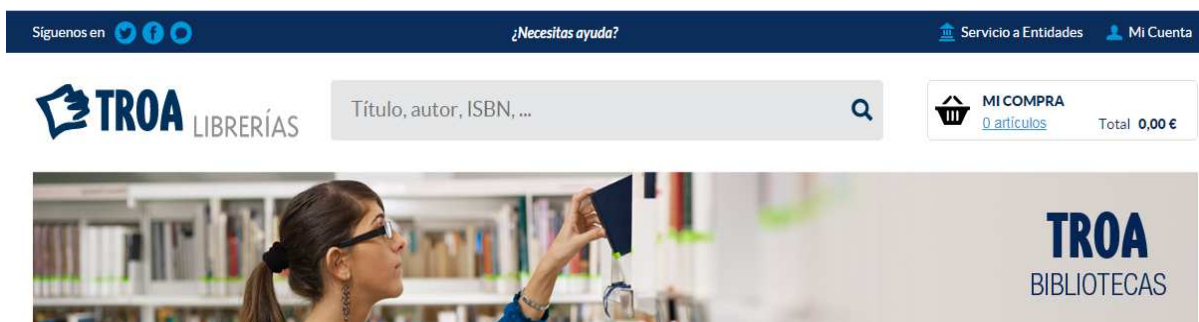 Síguenos en
¿Necesitas ayuda?
Servicio a Entidades
Mi Cuenta
TROA LIBRERÍAS
Título, autor, ISBN, ...
MI COMPRA
0 artículos Total 0,00 €
TROA
BIBLIOTECAS